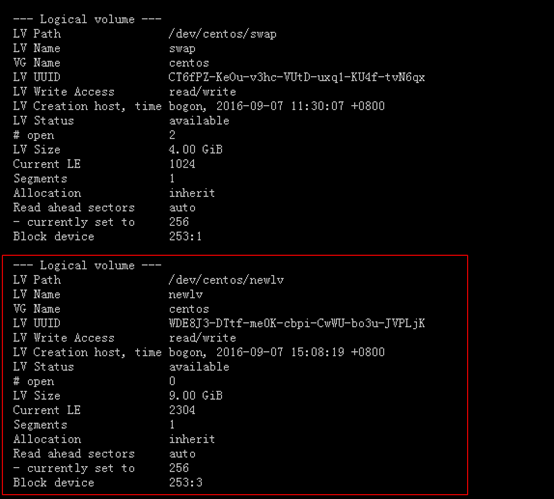 --- Logical volume ---
LV Path /dev/centos/swap
LV Name swap
VG Name centos
LV UUID CT6fPZ-KeOu-v3hc-VUtD-uxq1-KU4f-tvN6qx
LV Write Access read/write
LV Creation host, time bogon, 2016-09-07 11:30:07 +0800
LV Status available
# open 2
LV Size 4.00 GiB
Current LE 1024
Segments 1
Allocation inherit
Read ahead sectors auto
- currently set to 256
Block device 253:1
--- Logical volume ---
LV Path /dev/centos/newlv
LV Name newlv
VG Name centos
LV UUID WDE8J3-DTtf-meOK-cbpi-CwWU-bo3u-JVPLjK
LV Write Access read/write
LV Creation host, time bogon, 2016-09-07 15:08:19 +0800
LV Status available
# open 0
LV Size 9.00 GiB
Current LE 2304
Segments 1
Allocation inherit
Read ahead sectors auto
- currently set to 256
Block device 253:3